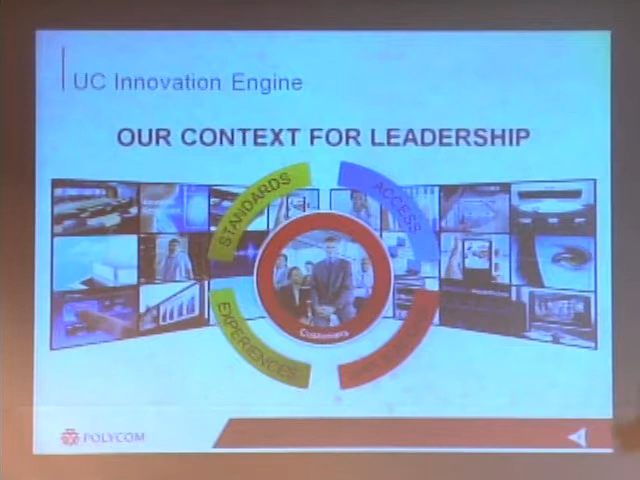 UC Innovation Engine
OUR CONTEXT FOR LEADERSHIP
STANDARDS
ACCESS
EXPERIENCES
Customers
POLYCOM